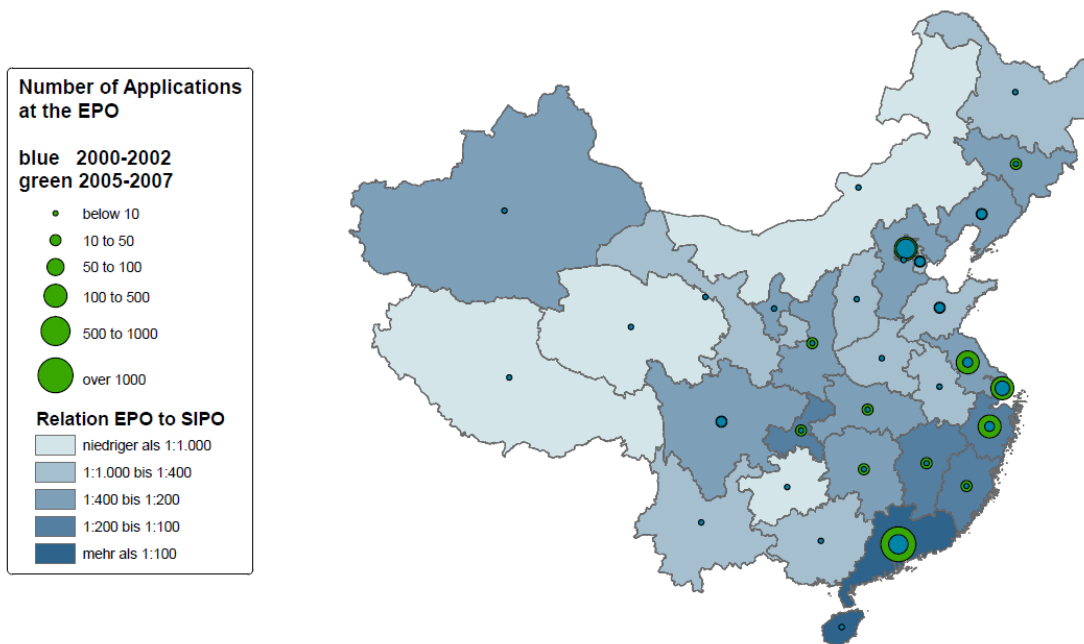 Number of Applications
at the EPO
blue 2000-2002
green 2005-2007
below 10
10 to 50
50 to 100
100 to 500
500 to 1000
over 1000
Relation EPO to SIPO
niedriger als 1:1.000
1:1.000 bis 1:400
1:400 bis 1:200
1:200 bis 1:100
mehr als 1:100